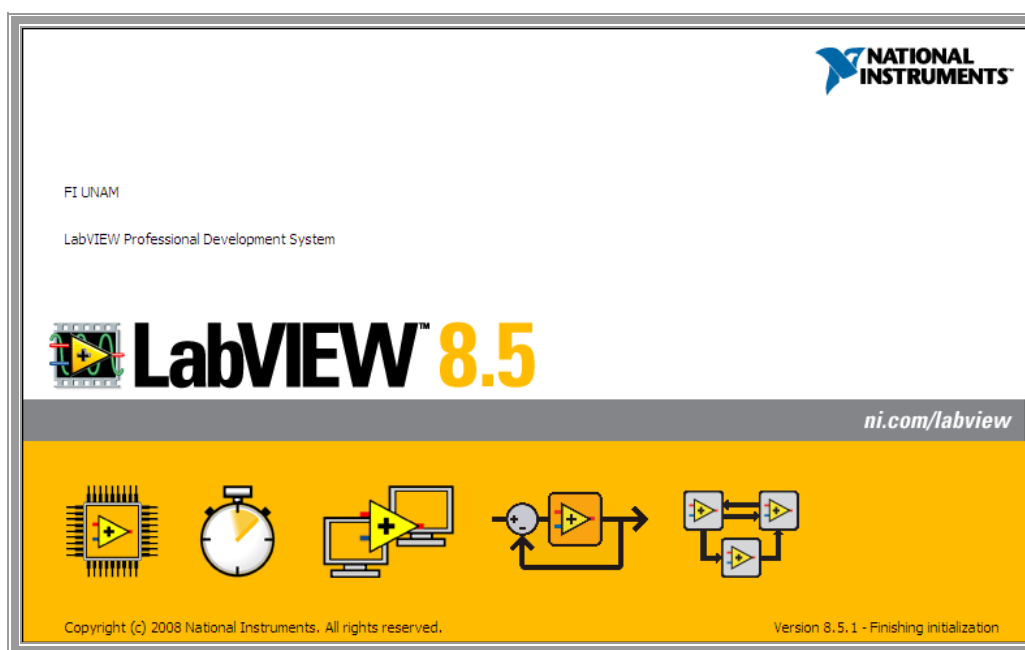 NATIONAL
INSTRUMENTS™
FI UNAM
LabVIEW Professional Development System
LabVIEW™ 8.5
ni.com/labview
Copyright (c) 2008 National Instruments. All rights reserved.
Version 8.5.1 - Finishing initialization